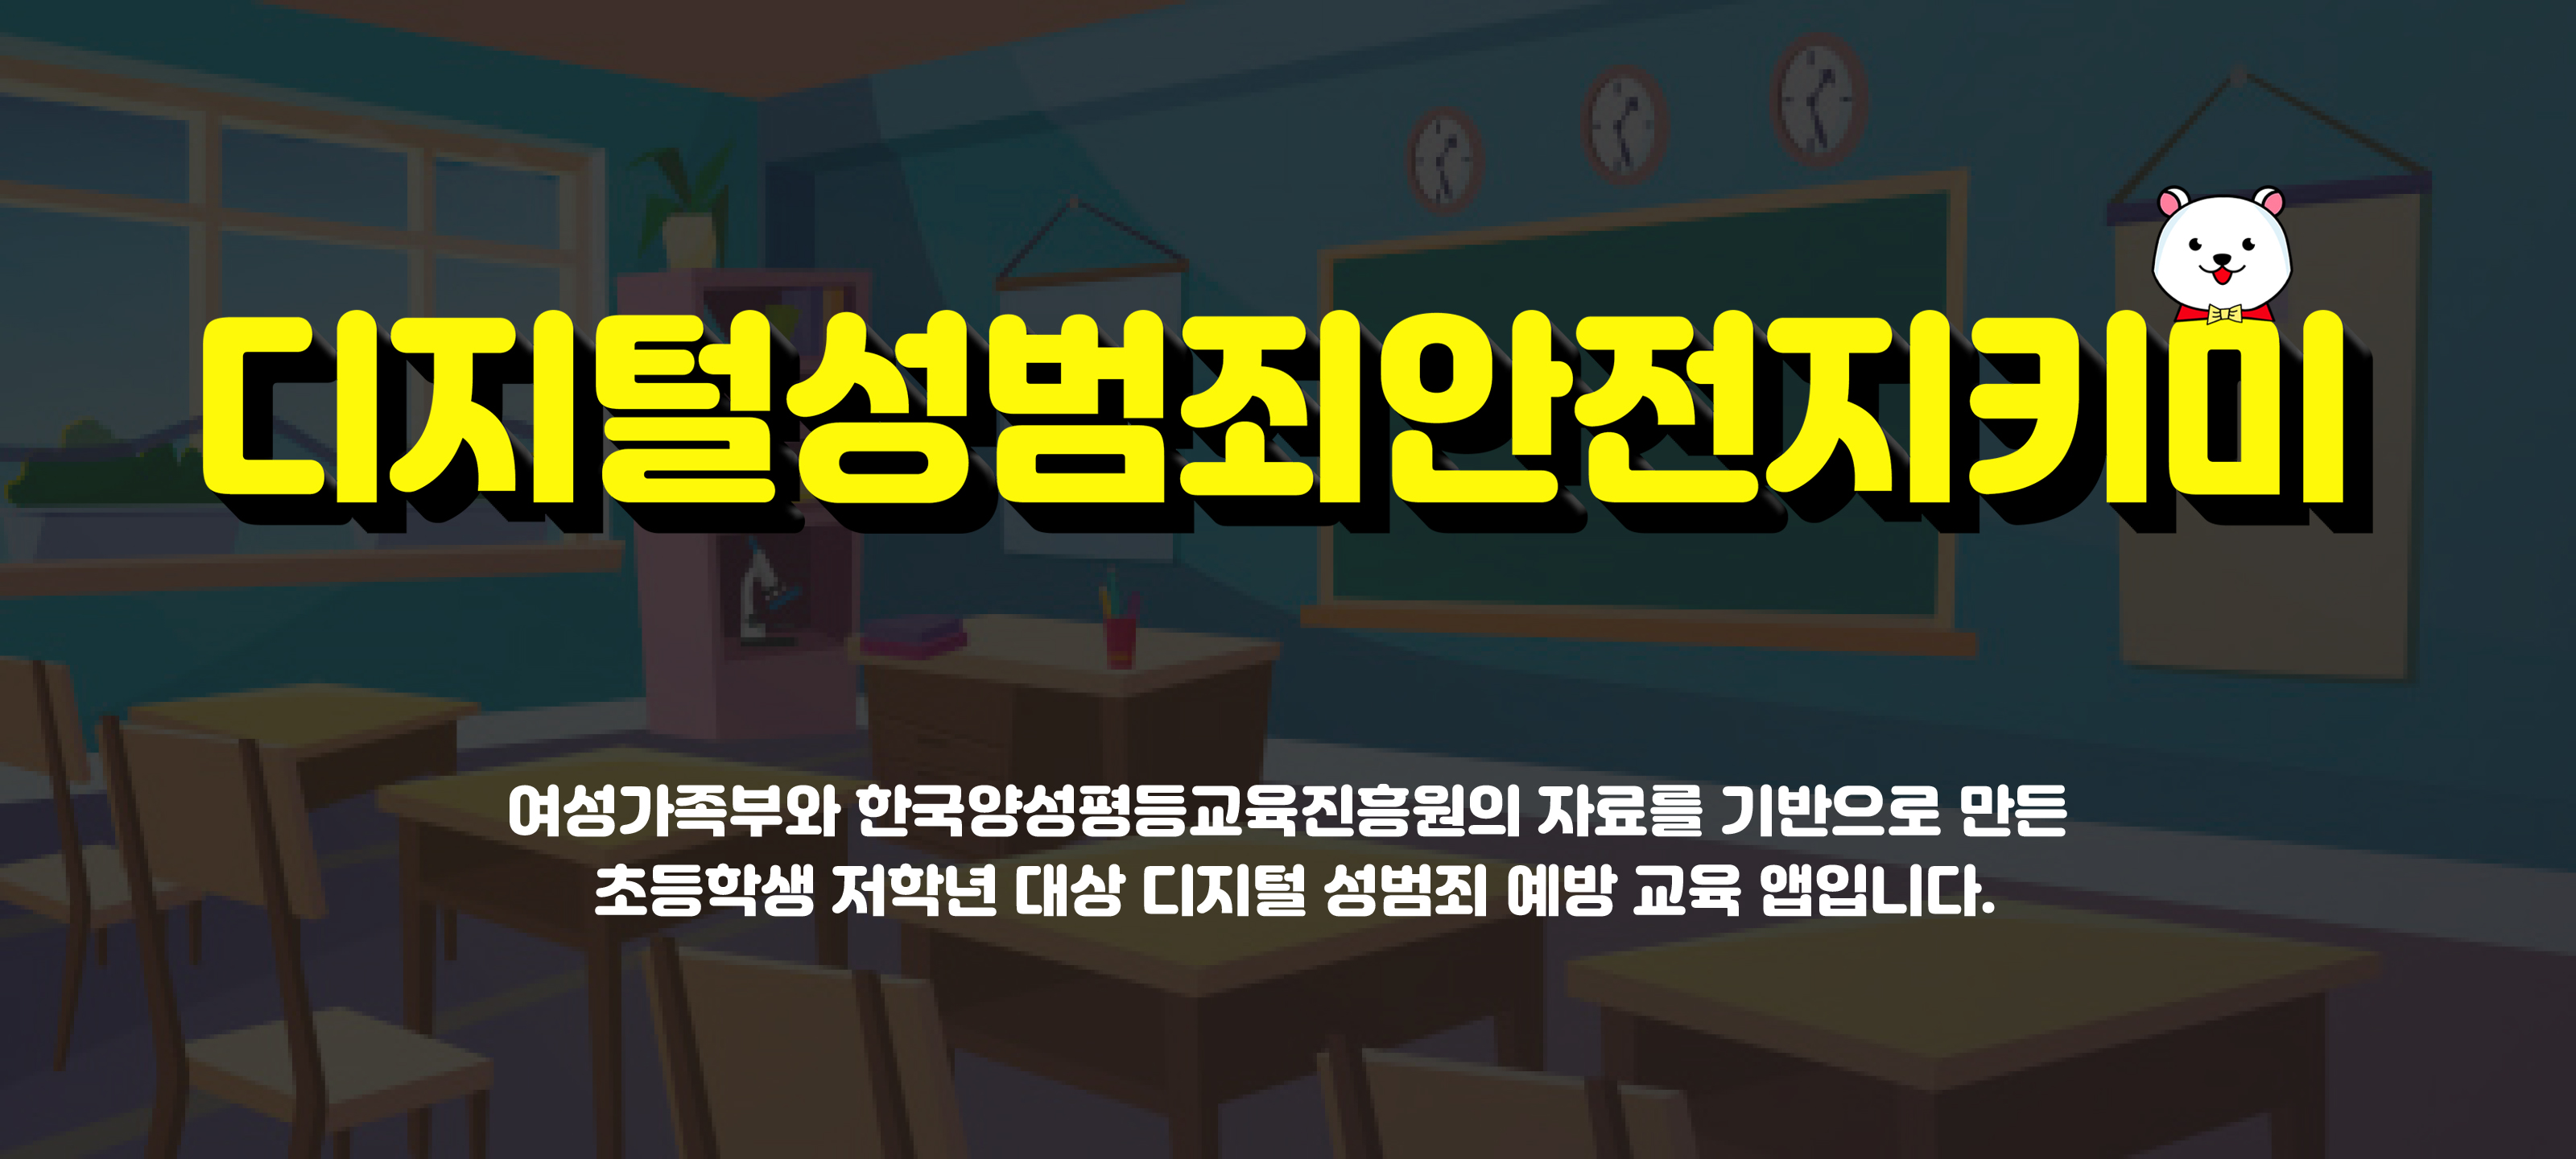 디지털성범죄안전지키미
여성가족부와 한국양성평등교육진흥원의 자료를 기반으로 만든
초등학생 저학년 대상 디지털 성범죄 예방 교육 앱입니다.